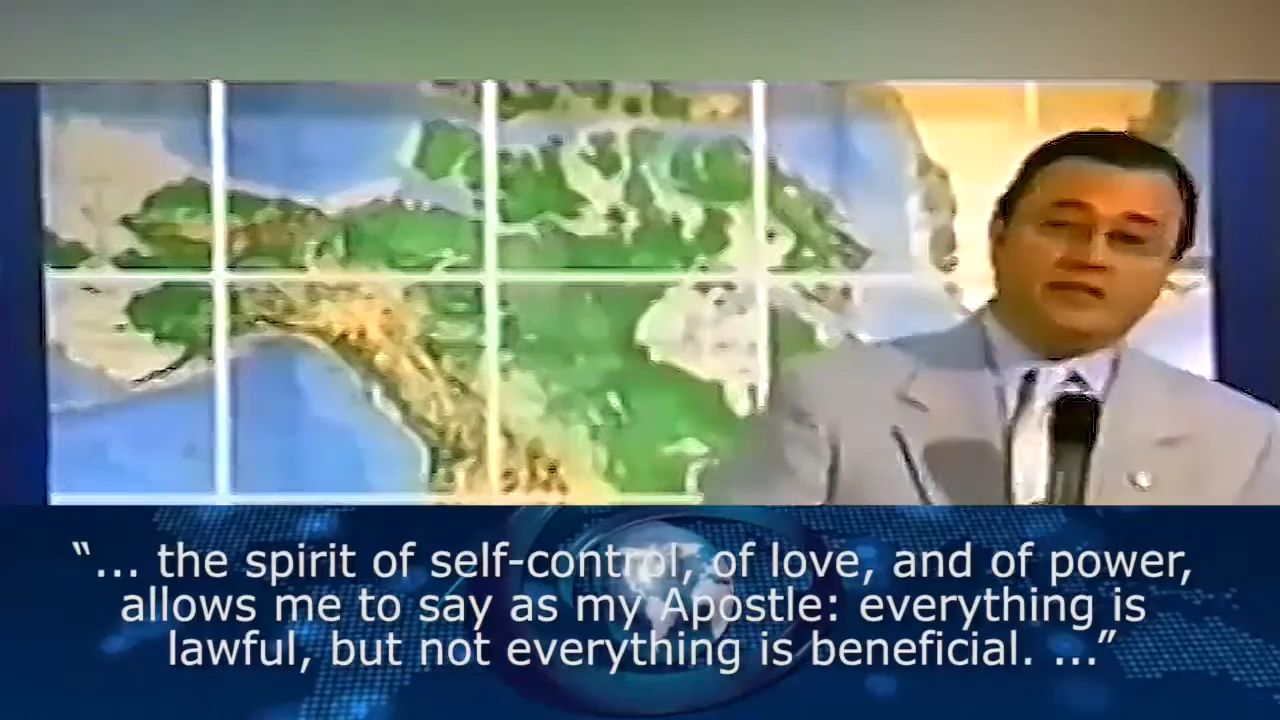 “... the spirit of self-control, of love, and of power,
allows me to say as my Apostle: everything is
lawful, but not everything is beneficial. ...”